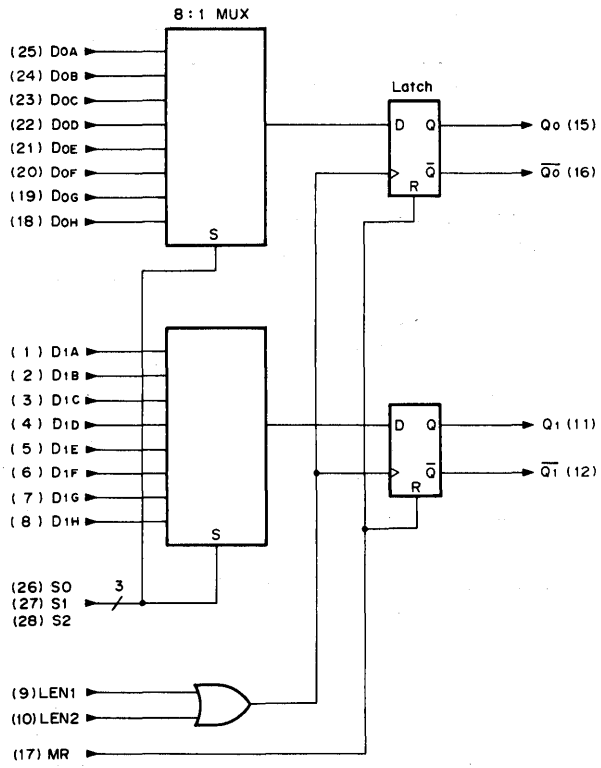 8 : 1 MUX
(25) D0A
(24) D0B
(23) D0C
(22) D0D
(21) D0E
(20) D0F
(19) D0G
(18) D0H
S
Latch
D Q
Q̅
R
Q0 (15)
Q̅0̅ (16)
( 1 ) D1A
( 2 ) D1B
( 3 ) D1C
( 4 ) D1D
( 5 ) D1E
( 6 ) D1F
( 7 ) D1G
( 8 ) D1H
S
D Q
Q̅
R
Q1 (11)
Q̅1̅ (12)
(26) S0
(27) S1
(28) S2
3
(9) LEN1
(10) LEN2
(17) MR